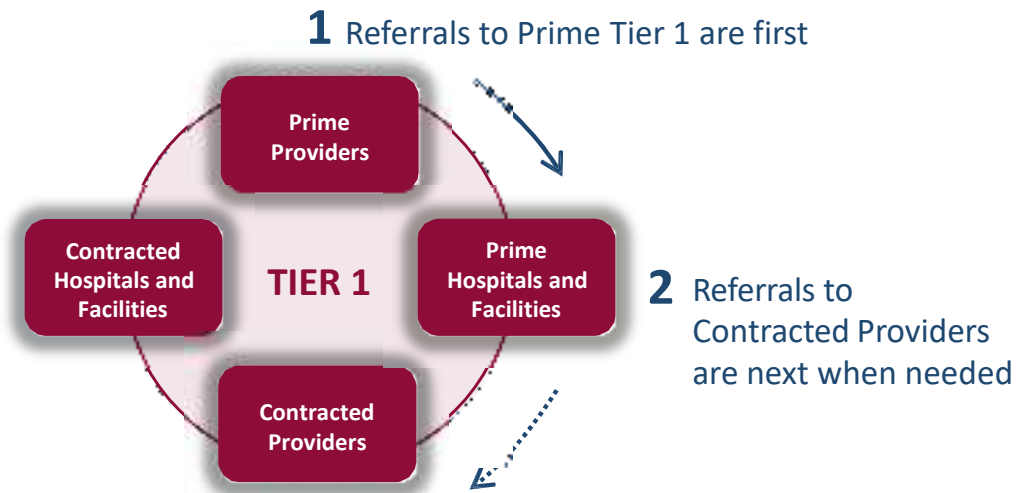 1 Referrals to Prime Tier 1 are first
Prime
Providers
Contracted
Hospitals and
Facilities
TIER 1
Prime
Hospitals and
Facilities
2 Referrals to
Contracted Providers
are next when needed
Contracted
Providers